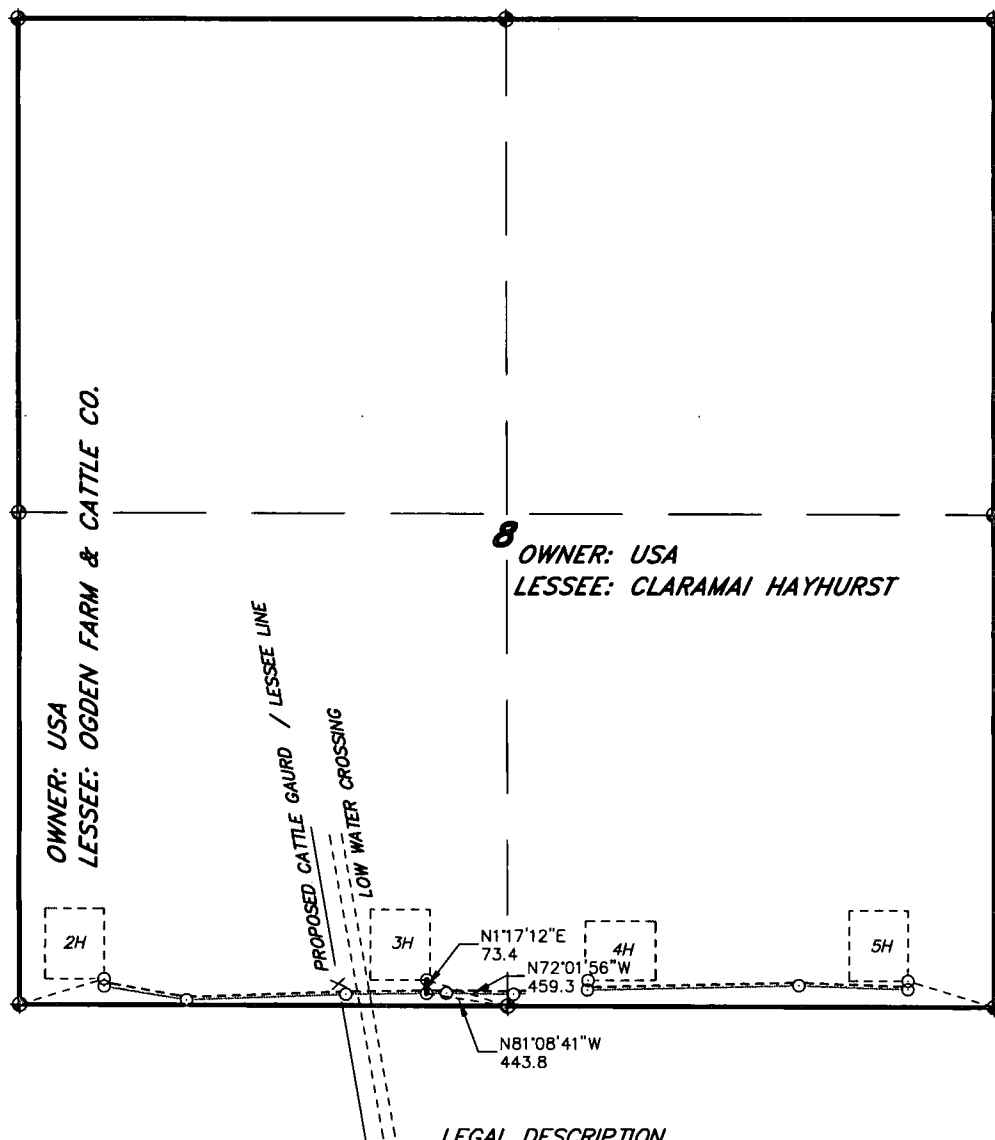 OWNER: USA
LESSEE: OGDEN FARM & CATTLE CO.
8
OWNER: USA
LESSEE: CLARAMAI HAYHURST
PROPOSED CATTLE GAURD / LESSEE LINE
LOW WATER CROSSING
2H
3H
4H
5H
N1°17'12"E
73.4
N72°01'56"W
459.3
N81°08'41"W
443.8
LEGAL DESCRIPTION